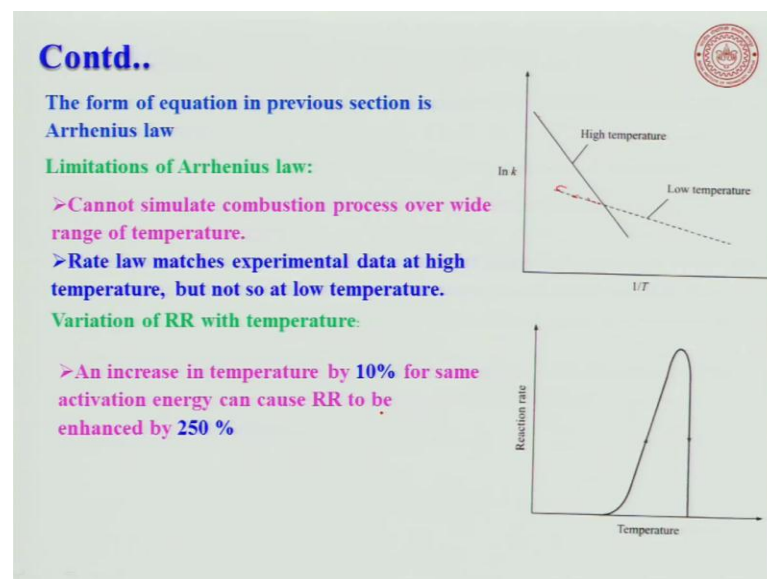 Contd..
The form of equation in previous section is
Arrhenius law
Limitations of Arrhenius law:
➢Cannot simulate combustion process over wide
range of temperature.
➢Rate law matches experimental data at high
temperature, but not so at low temperature.
Variation of RR with temperature:
➢An increase in temperature by 10% for same
activation energy can cause RR to be
enhanced by 250 %
High temperature
ln k
Low temperature
1/T
Reaction rate
Temperature